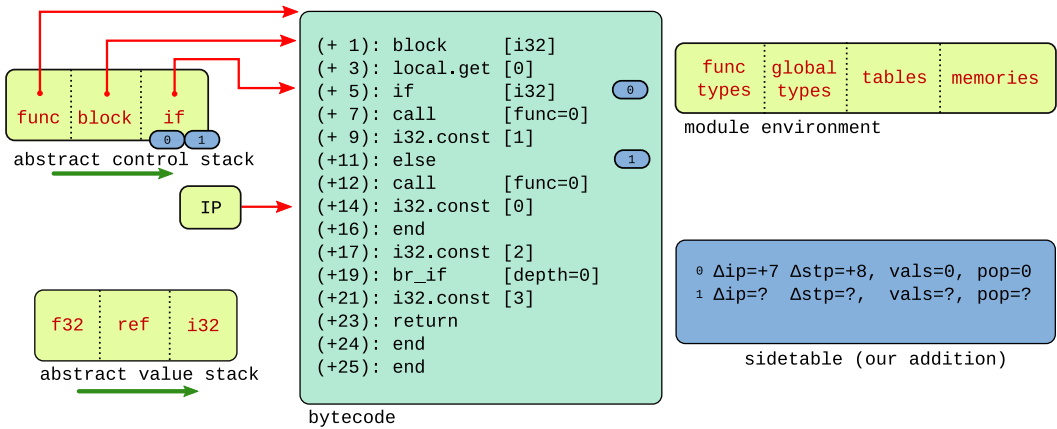 func block if
0 1
abstract control stack
IP
f32 ref i32
abstract value stack
(+ 1): block [i32]
(+ 3): local.get [0]
(+ 5): if [i32] 0
(+ 7): call [func=0]
(+ 9): i32.const [1]
(+11): else 1
(+12): call [func=0]
(+14): i32.const [0]
(+16): end
(+17): i32.const [2]
(+19): br_if [depth=0]
(+21): i32.const [3]
(+23): return
(+24): end
(+25): end
bytecode
func types
global types
tables
memories
module environment
0 Δip=+7 Δstp=+8, vals=0, pop=0
1 Δip=? Δstp=?, vals=?, pop=?
sidetable (our addition)